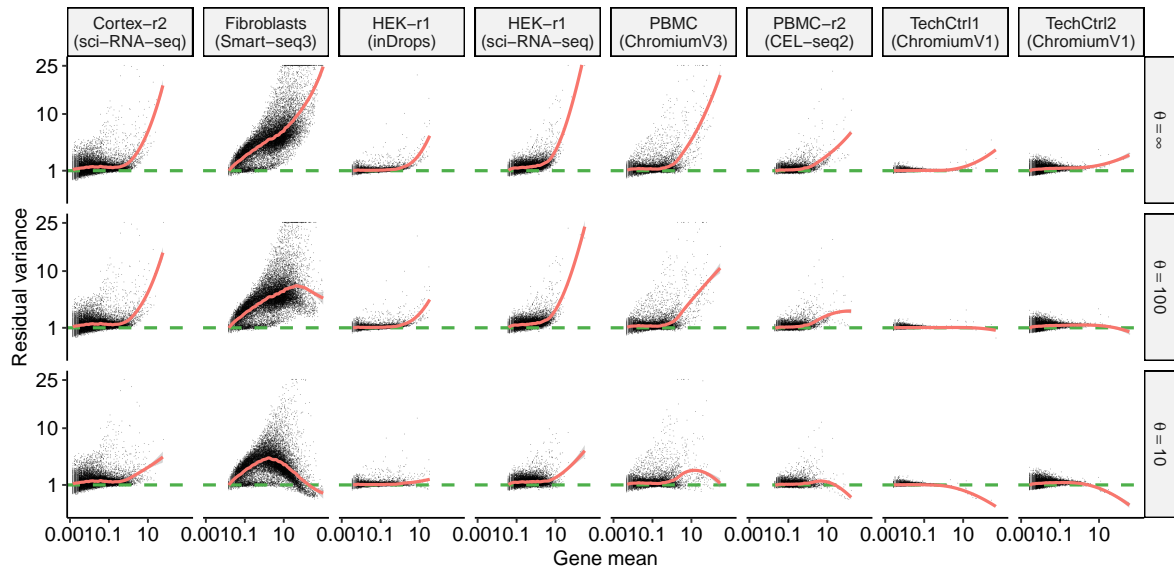 Cortex−r2
(sci−RNA−seq)
Fibroblasts
(Smart−seq3)
HEK−r1
(inDrops)
HEK−r1
(sci−RNA−seq)
PBMC
(ChromiumV3)
PBMC−r2
(CEL−seq2)
TechCtrl1
(ChromiumV1)
TechCtrl2
(ChromiumV1)
25
10
1
θ = ∞
25
10
1
θ = 100
25
10
1
θ = 10
Residual variance
0.0010.1 10 0.0010.1 10 0.0010.1 10 0.0010.1 10 0.0010.1 10 0.0010.1 10 0.0010.1 10 0.0010.1 10
Gene mean